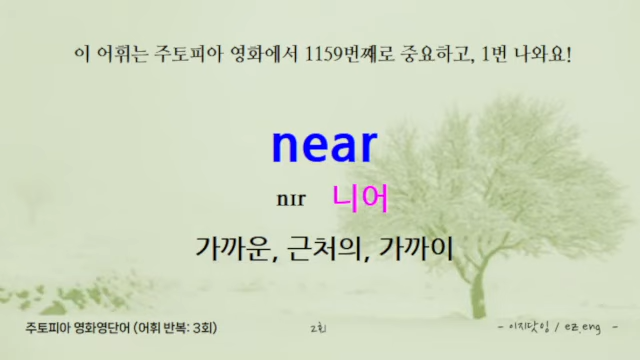 이 어휘는 주토피아 영화에서 1159번째로 중요하고, 1번 나와요!
near
nɪr 니어
가까운, 근처의, 가까이
주토피아 영화영단어 (어휘 반복: 3회) 2회 - 이지닷잉 / ez.eng -